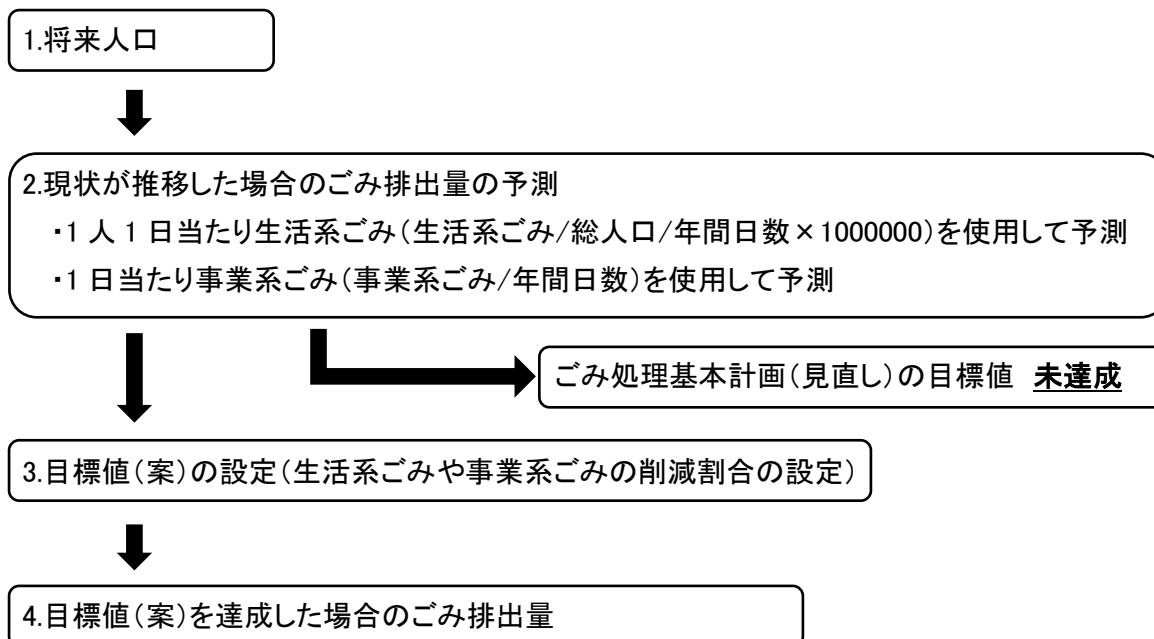 1.将来人口
2.現状が推移した場合のごみ排出量の予測
・1 人 1 日当たり生活系ごみ(生活系ごみ/総人口/年間日数×1000000)を使用して予測
・1 日当たり事業系ごみ(事業系ごみ/年間日数)を使用して予測
ごみ処理基本計画(見直し)の目標値 未達成
3.目標値(案)の設定(生活系ごみや事業系ごみの削減割合の設定)
4.目標値(案)を達成した場合のごみ排出量